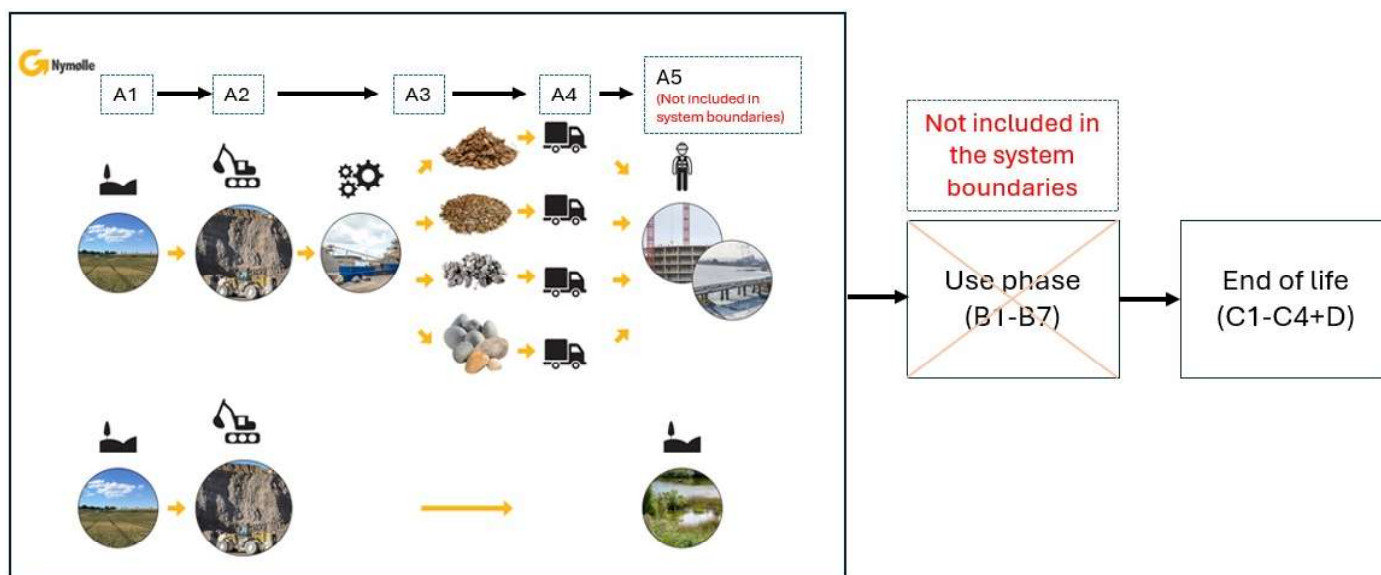 Nymølle
A1
A2
A3
A4
A5
(Not included in
system boundaries)
Not included in
the system
boundaries
Use phase
(B1-B7)
End of life
(C1-C4+D)